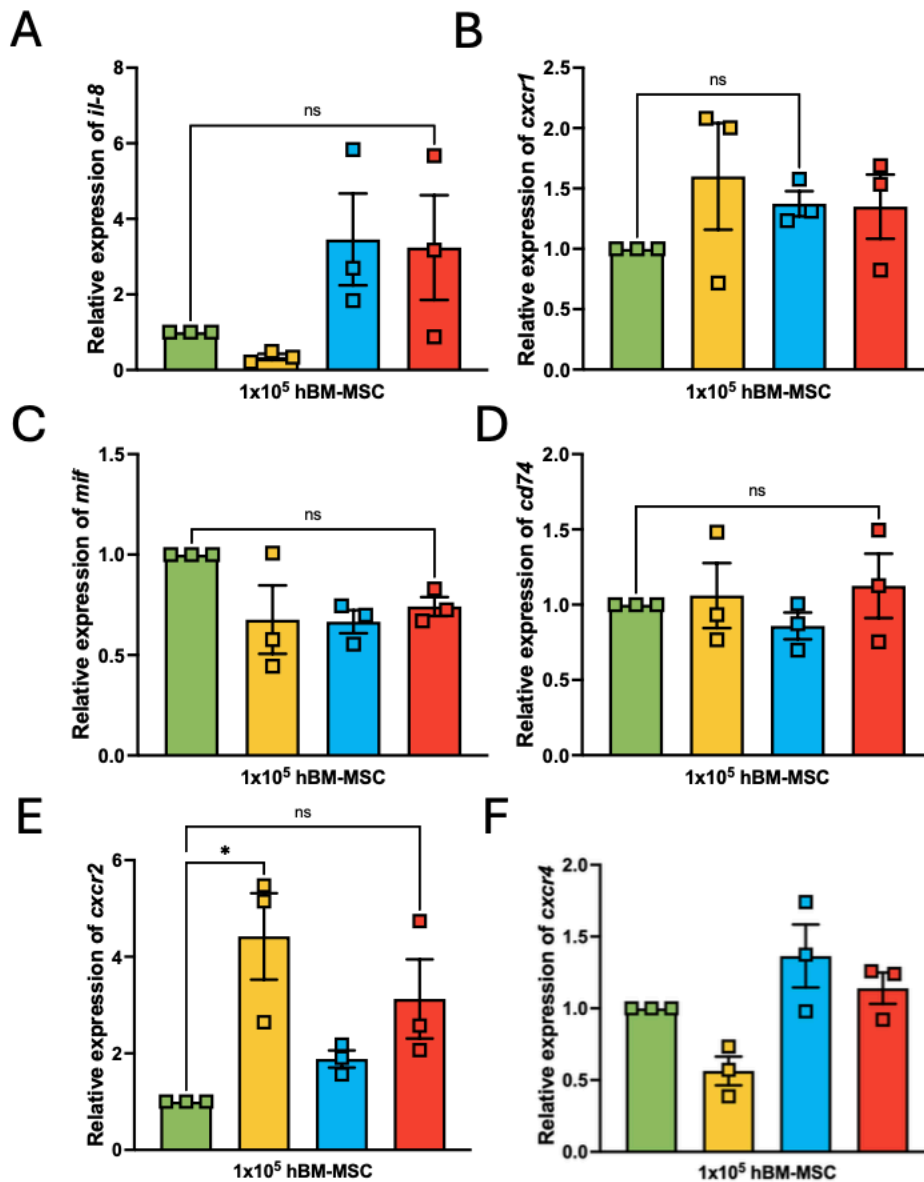 A
Relative expression of il-8
8
6
4
2
0
ns
1x10⁵ hBM-MSC
B
Relative expression of cxcr1
2.5
2.0
1.5
1.0
0.5
0.0
ns
1x10⁵ hBM-MSC
C
Relative expression of mif
1.5
1.0
0.5
0.0
ns
1x10⁵ hBM-MSC
D
Relative expression of cd74
2.0
1.5
1.0
0.5
0.0
ns
1x10⁵ hBM-MSC
E
Relative expression of cxcr2
6
4
2
0
ns
*
1x10⁵ hBM-MSC
F
Relative expression of cxcr4
2.0
1.5
1.0
0.5
0.0
1x10⁵ hBM-MSC